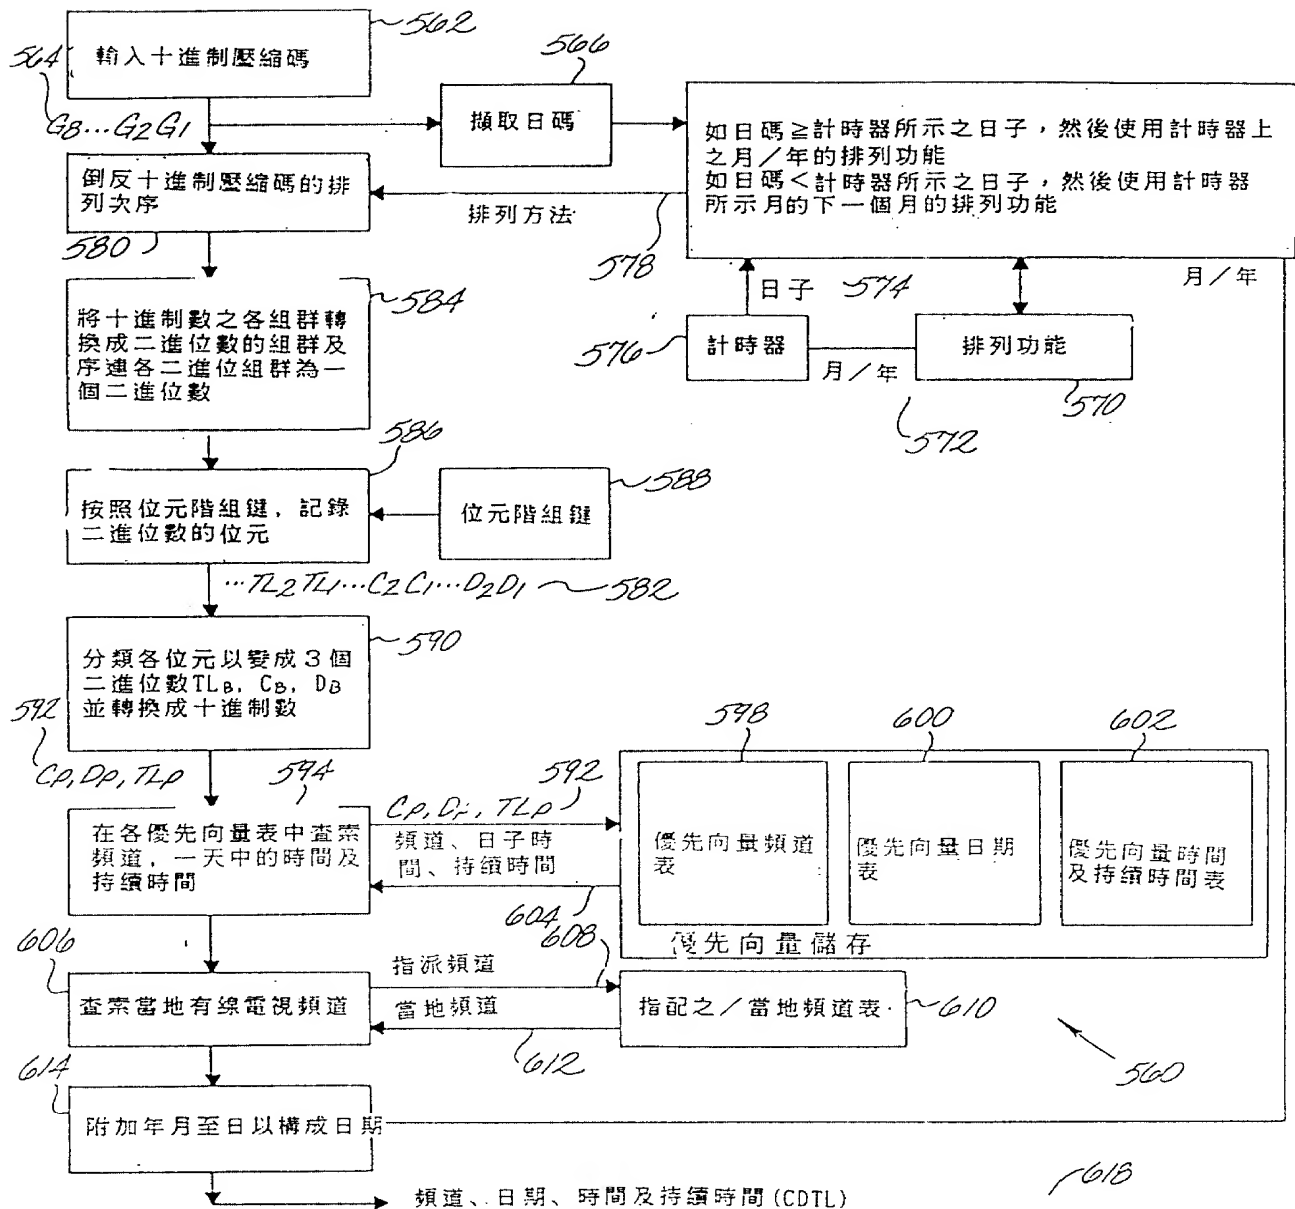 562
輸入十進制壓縮碼
564
G8…G2G1
566
擷取日碼
如日碼≧計時器所示之日子,然後使用計時器上
之月/年的排列功能
如日碼<計時器所示之日子,然後使用計時器
所示月的下一個月的排列功能
倒反十進制壓縮碼的排
列次序
580
排列方法
578
月/年
日子
574
584
將十進制數之各組群轉
換成二進位數的組群及
序連各二進位組群為一
個二進位數
576
計時器
月/年
572
排列功能
570
586
按照位元階組鍵,記錄
二進位數的位元
588
位元階組鍵
…TL2TL1…C2C1…D2D1
582
590
分類各位元以變成3個
二進位數TLB, CB, DB
並轉換成十進制數
592
Cp, Dp, TLp
594
在各優先向量表中查索
頻道,一天中的時間及
持續時間
592
Cp, Dp, TLp
頻道、日子時
間、持續時間
604
598
優先向量頻道
表
600
優先向量日期
表
602
優先向量時間
及持續時間表
優先向量儲存
606
查索當地有線電視頻道
608
指派頻道
當地頻道
612
指配之/當地頻道表
610
560
614
附加年月至日以構成日期
618
頻道、日期、時間及持續時間(CDTL)